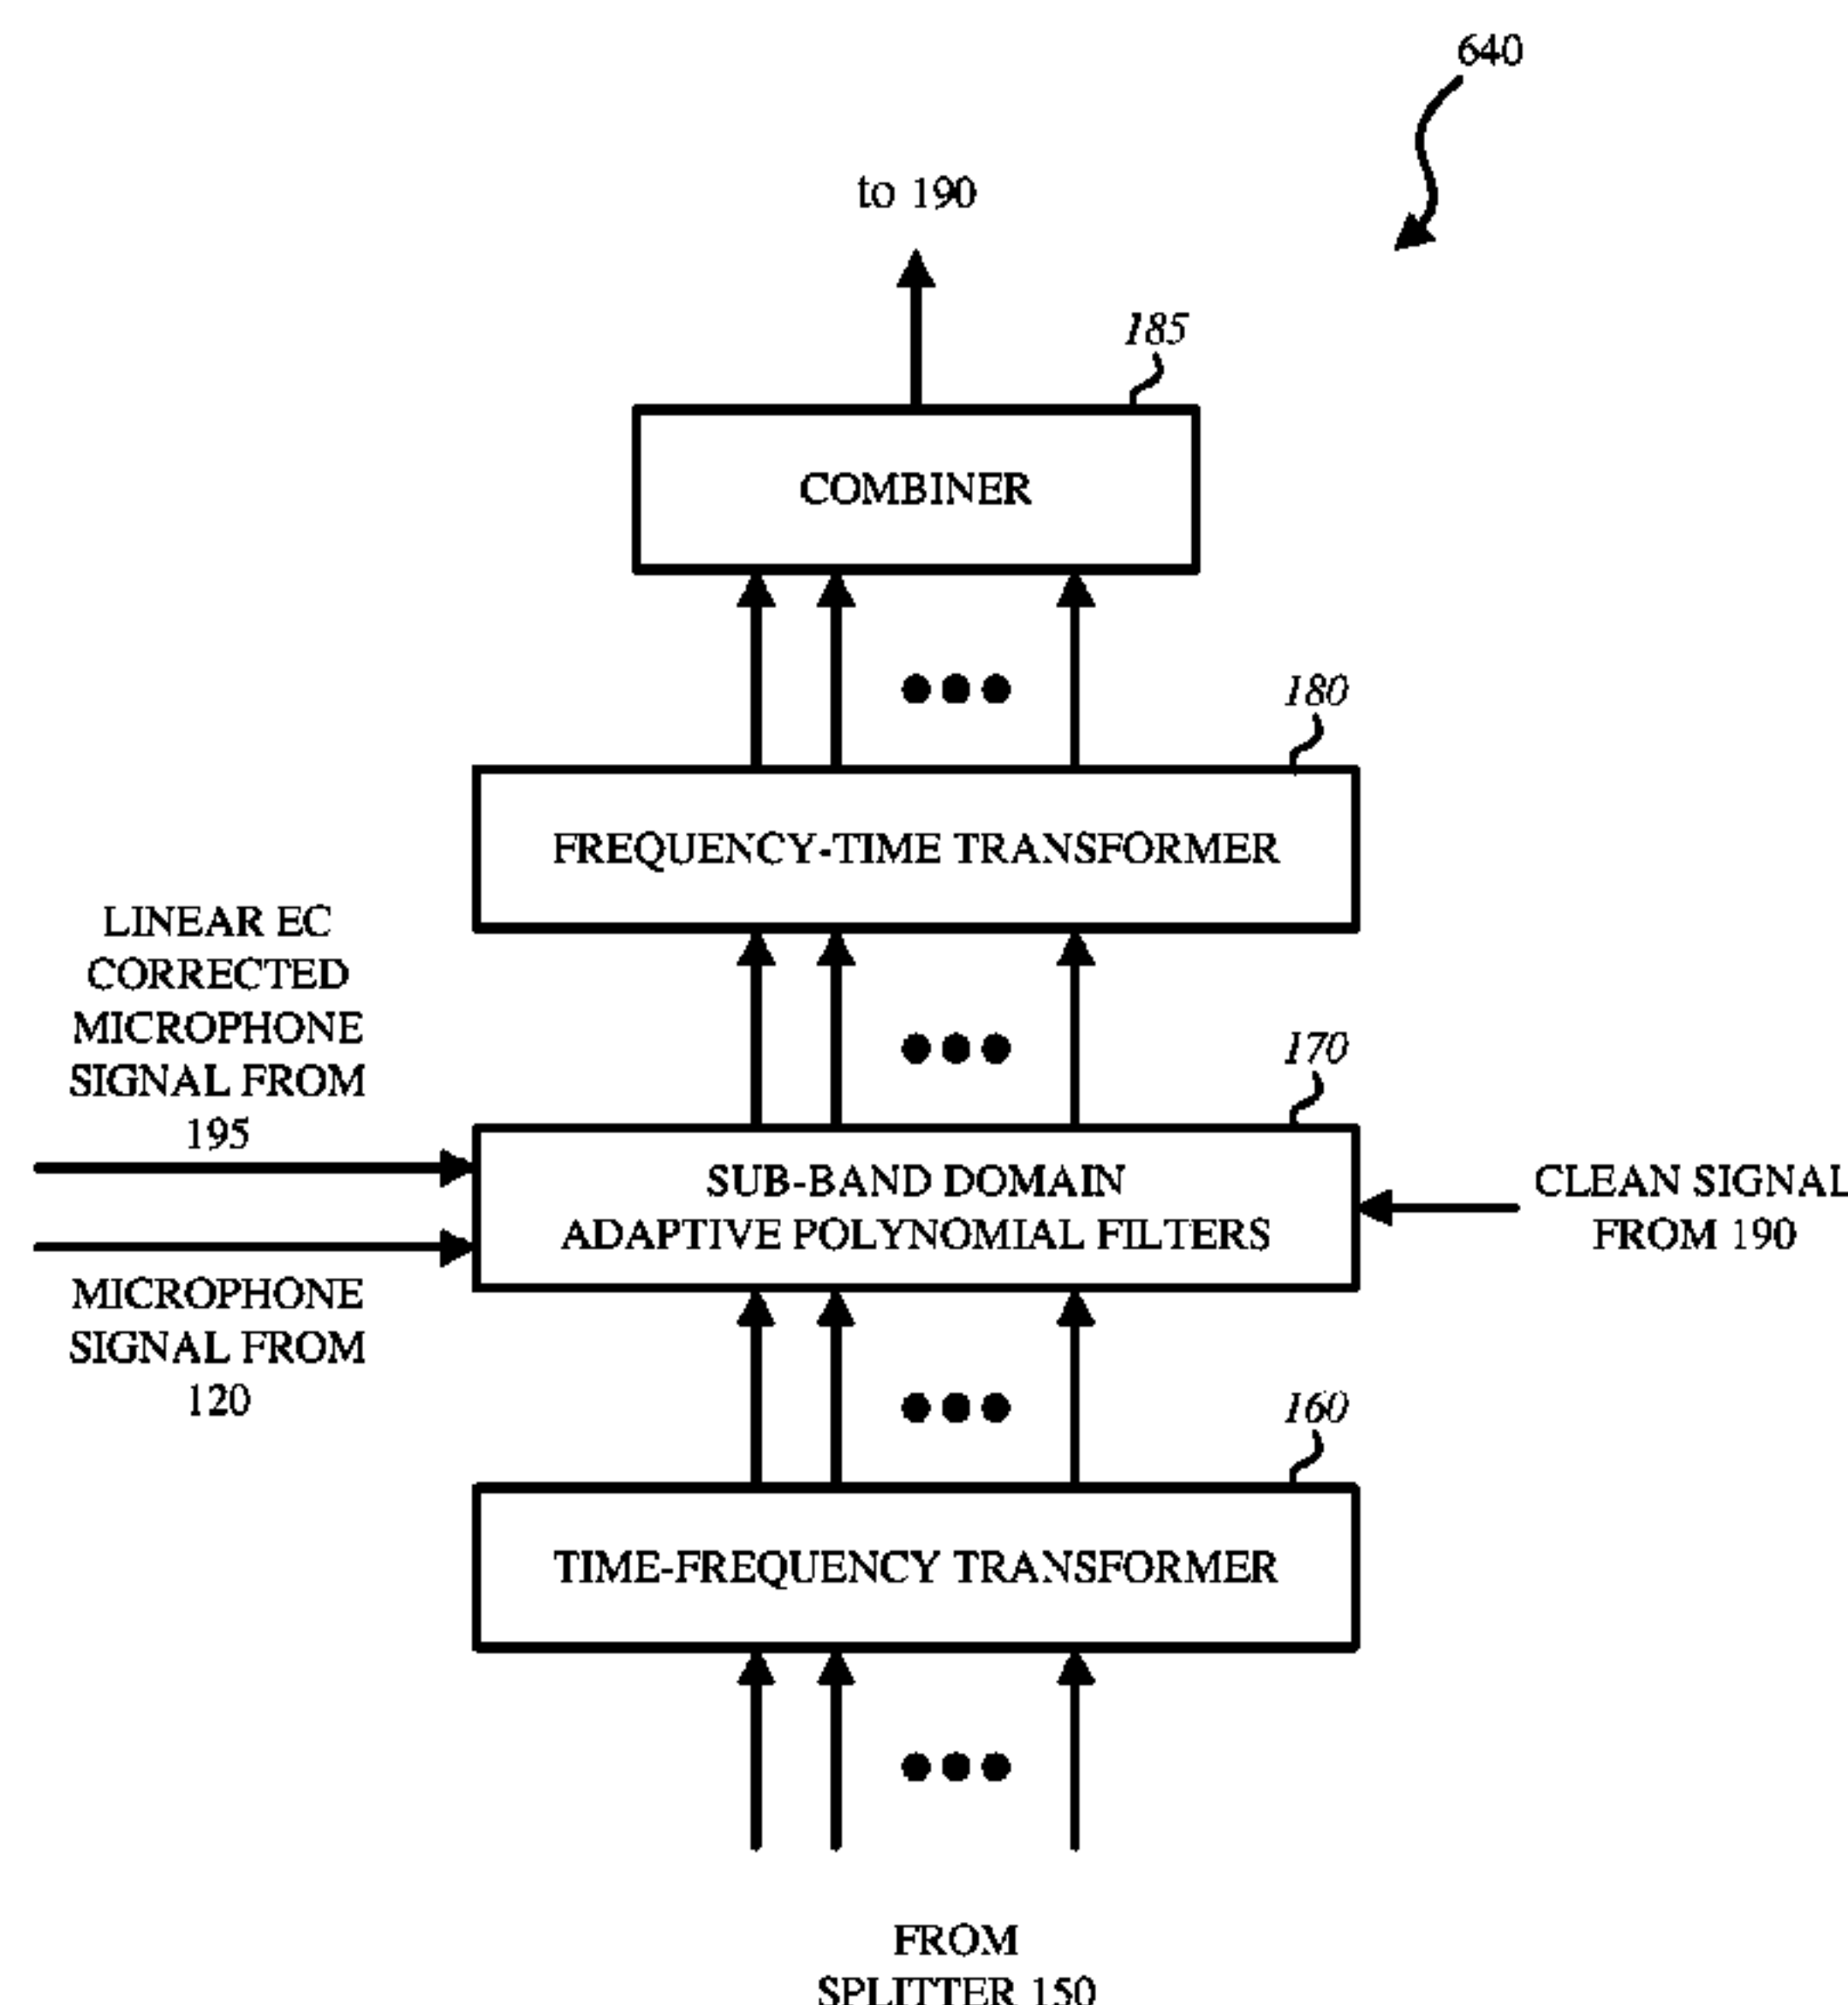 640
to 190
185
COMBINER
180
FREQUENCY-TIME TRANSFORMER
LINEAR EC
CORRECTED
MICROPHONE
SIGNAL FROM
195
170
SUB-BAND DOMAIN
ADAPTIVE POLYNOMIAL FILTERS
CLEAN SIGNAL
FROM 190
MICROPHONE
SIGNAL FROM
120
160
TIME-FREQUENCY TRANSFORMER
FROM
SPLITTER 150